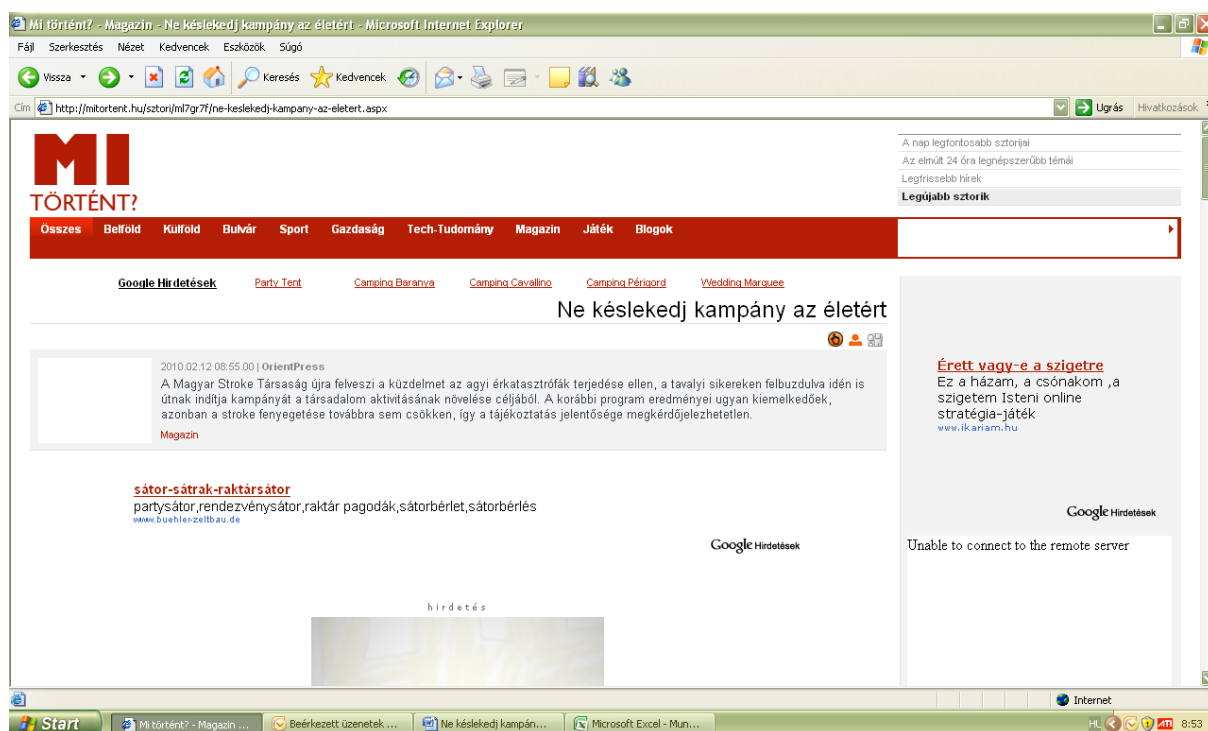 Mi történt? - Magazin - Ne késlekedj kampány az életért - Microsoft Internet Explorer
Fájl Szerkesztés Nézet Kedvencek Eszközök Súgó
Vissza Keresés Kedvencek
Cím http://mitortent.hu/sztori/ml7gr7f/ne-keslekedj-kampany-az-eletert.aspx Ugrás Hivatkozások
MI
TÖRTÉNT?
A nap legfontosabb sztorijai
Az elmúlt 24 óra legnépszerűbb témái
Legfrissebb hírek
Legújabb sztorik
Összes Belföld Külföld Bulvár Sport Gazdaság Tech-Tudomány Magazin Játék Blogok
Google Hirdetések Party Tent Camping Baranya Camping Cavallino Camping Périgord Wedding Marquee
Ne késlekedj kampány az életért
2010.02.12 08:55.00 | OrientPress
A Magyar Stroke Társaság újra felveszi a küzdelmet az agyi érkatasztrófák terjedése ellen, a tavalyi sikereken felbuzdulva idén is
útnak indítja kampányát a társadalom aktivitásának növelése céljából. A korábbi program eredményei ugyan kiemelkedőek,
azonban a stroke fenyegetése továbbra sem csökken, így a tájékoztatás jelentősége megkérdőjelezhetetlen.
Magazin
sátor-sátrak-raktársátor
partysátor,rendezvénysátor,raktár pagodák,sátorbérlet,sátorbérlés
www.buehler-zeltbau.de
Google Hirdetések
hirdetés
Érett vagy-e a szigetre
Ez a házam, a csónakom ,a
szigetem Isteni online
stratégia-játék
www.ikariam.hu
Google Hirdetések
Unable to connect to the remote server
Internet
Start Mi történt? - Magazin ... Beérkezett üzenetek ... Ne késlekedj kampán... Microsoft Excel - Mun... HU ATI 8:53